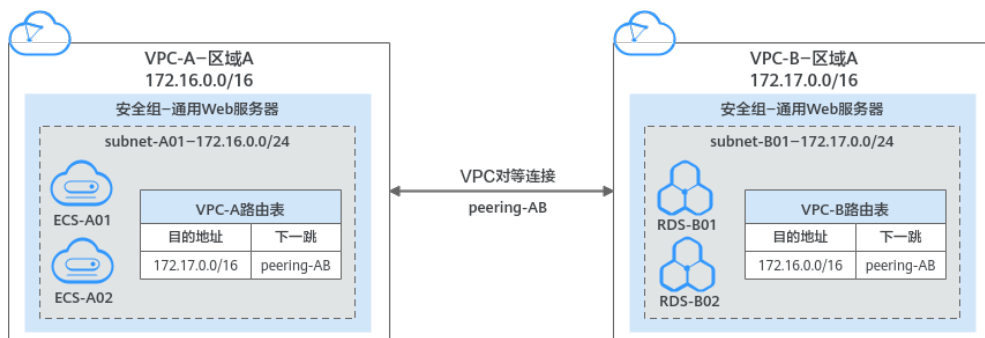 VPC-A–区域A
172.16.0.0/16
安全组–通用Web服务器
subnet-A01–172.16.0.0/24
ECS-A01
ECS-A02
VPC-A路由表
目的地址 下一跳
172.17.0.0/16 peering-AB
VPC对等连接
peering-AB
VPC-B–区域A
172.17.0.0/16
安全组–通用Web服务器
subnet-B01–172.17.0.0/24
RDS-B01
RDS-B02
VPC-B路由表
目的地址 下一跳
172.16.0.0/16 peering-AB